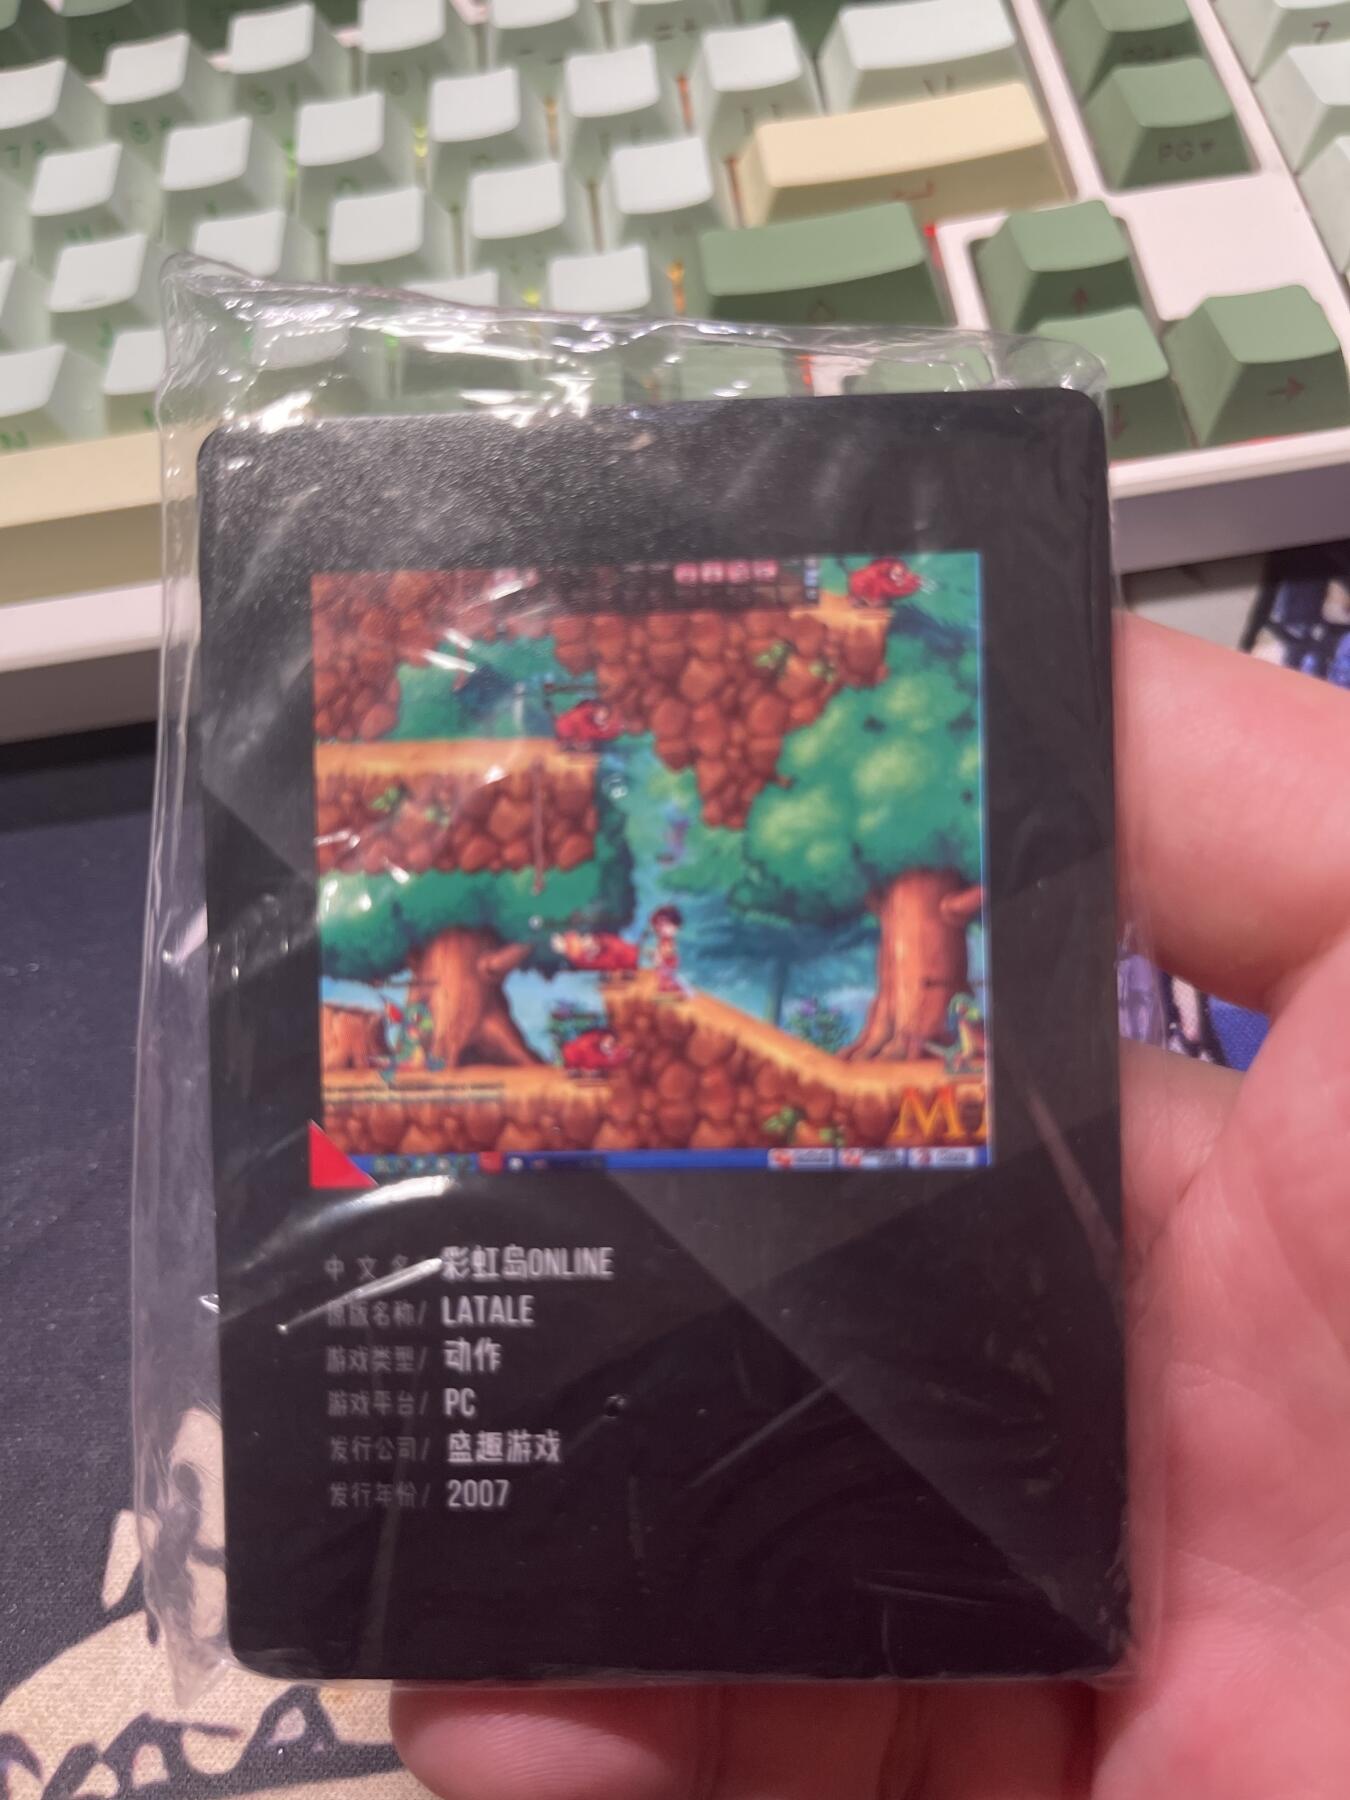 PG▼
中文名/ 彩虹岛ONLINE
原版名称/ LATALE
游戏类型/ 动作
游戏平台/ PC
发行公司/ 盛趣游戏
发行年份/ 2007